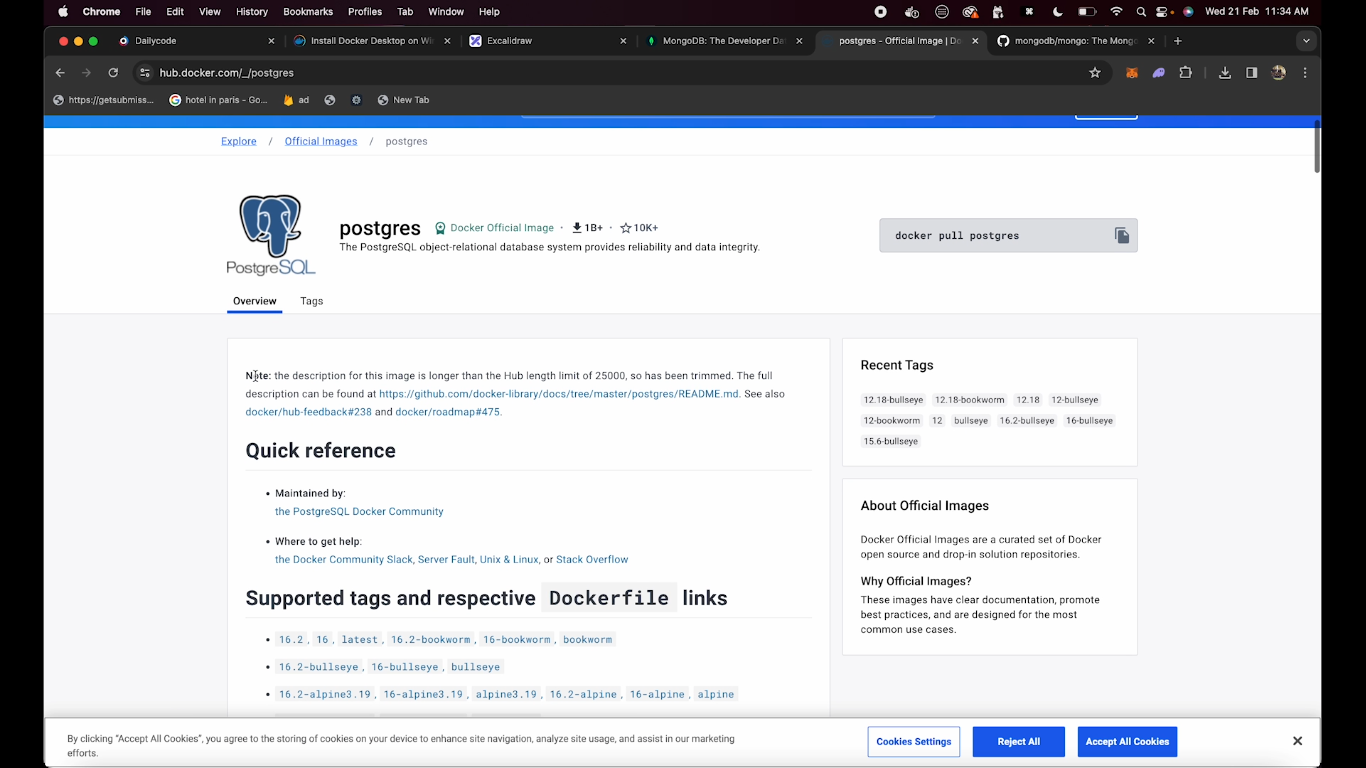 Chrome File Edit View History Bookmarks Profiles Tab Window Help Wed 21 Feb 11:34 AM
Dailycode Install Docker Desktop on Wi Excalidraw MongoDB: The Developer Da postgres - Official Image | Do mongodb/mongo: The Mong
hub.docker.com/_/postgres
https://getsubmiss... hotel in paris - Go... ad New Tab
Explore / Official Images / postgres
PostgreSQL
postgres Docker Official Image · 1B+ · 10K+
The PostgreSQL object-relational database system provides reliability and data integrity.
docker pull postgres
Overview Tags
Note: the description for this image is longer than the Hub length limit of 25000, so has been trimmed. The full
description can be found at https://github.com/docker-library/docs/tree/master/postgres/README.md. See also
docker/hub-feedback#238 and docker/roadmap#475.
Quick reference
• Maintained by:
the PostgreSQL Docker Community
• Where to get help:
the Docker Community Slack, Server Fault, Unix & Linux, or Stack Overflow
Supported tags and respective Dockerfile links
• 16.2, 16, latest, 16.2-bookworm, 16-bookworm, bookworm
• 16.2-bullseye, 16-bullseye, bullseye
• 16.2-alpine3.19, 16-alpine3.19, alpine3.19, 16.2-alpine, 16-alpine, alpine
Recent Tags
12.18-bullseye 12.18-bookworm 12.18 12-bullseye
12-bookworm 12 bullseye 16.2-bullseye 16-bullseye
15.6-bullseye
About Official Images
Docker Official Images are a curated set of Docker
open source and drop-in solution repositories.
Why Official Images?
These images have clear documentation, promote
best practices, and are designed for the most
common use cases.
By clicking "Accept All Cookies", you agree to the storing of cookies on your device to enhance site navigation, analyze site usage, and assist in our marketing
efforts.
Cookies Settings Reject All Accept All Cookies